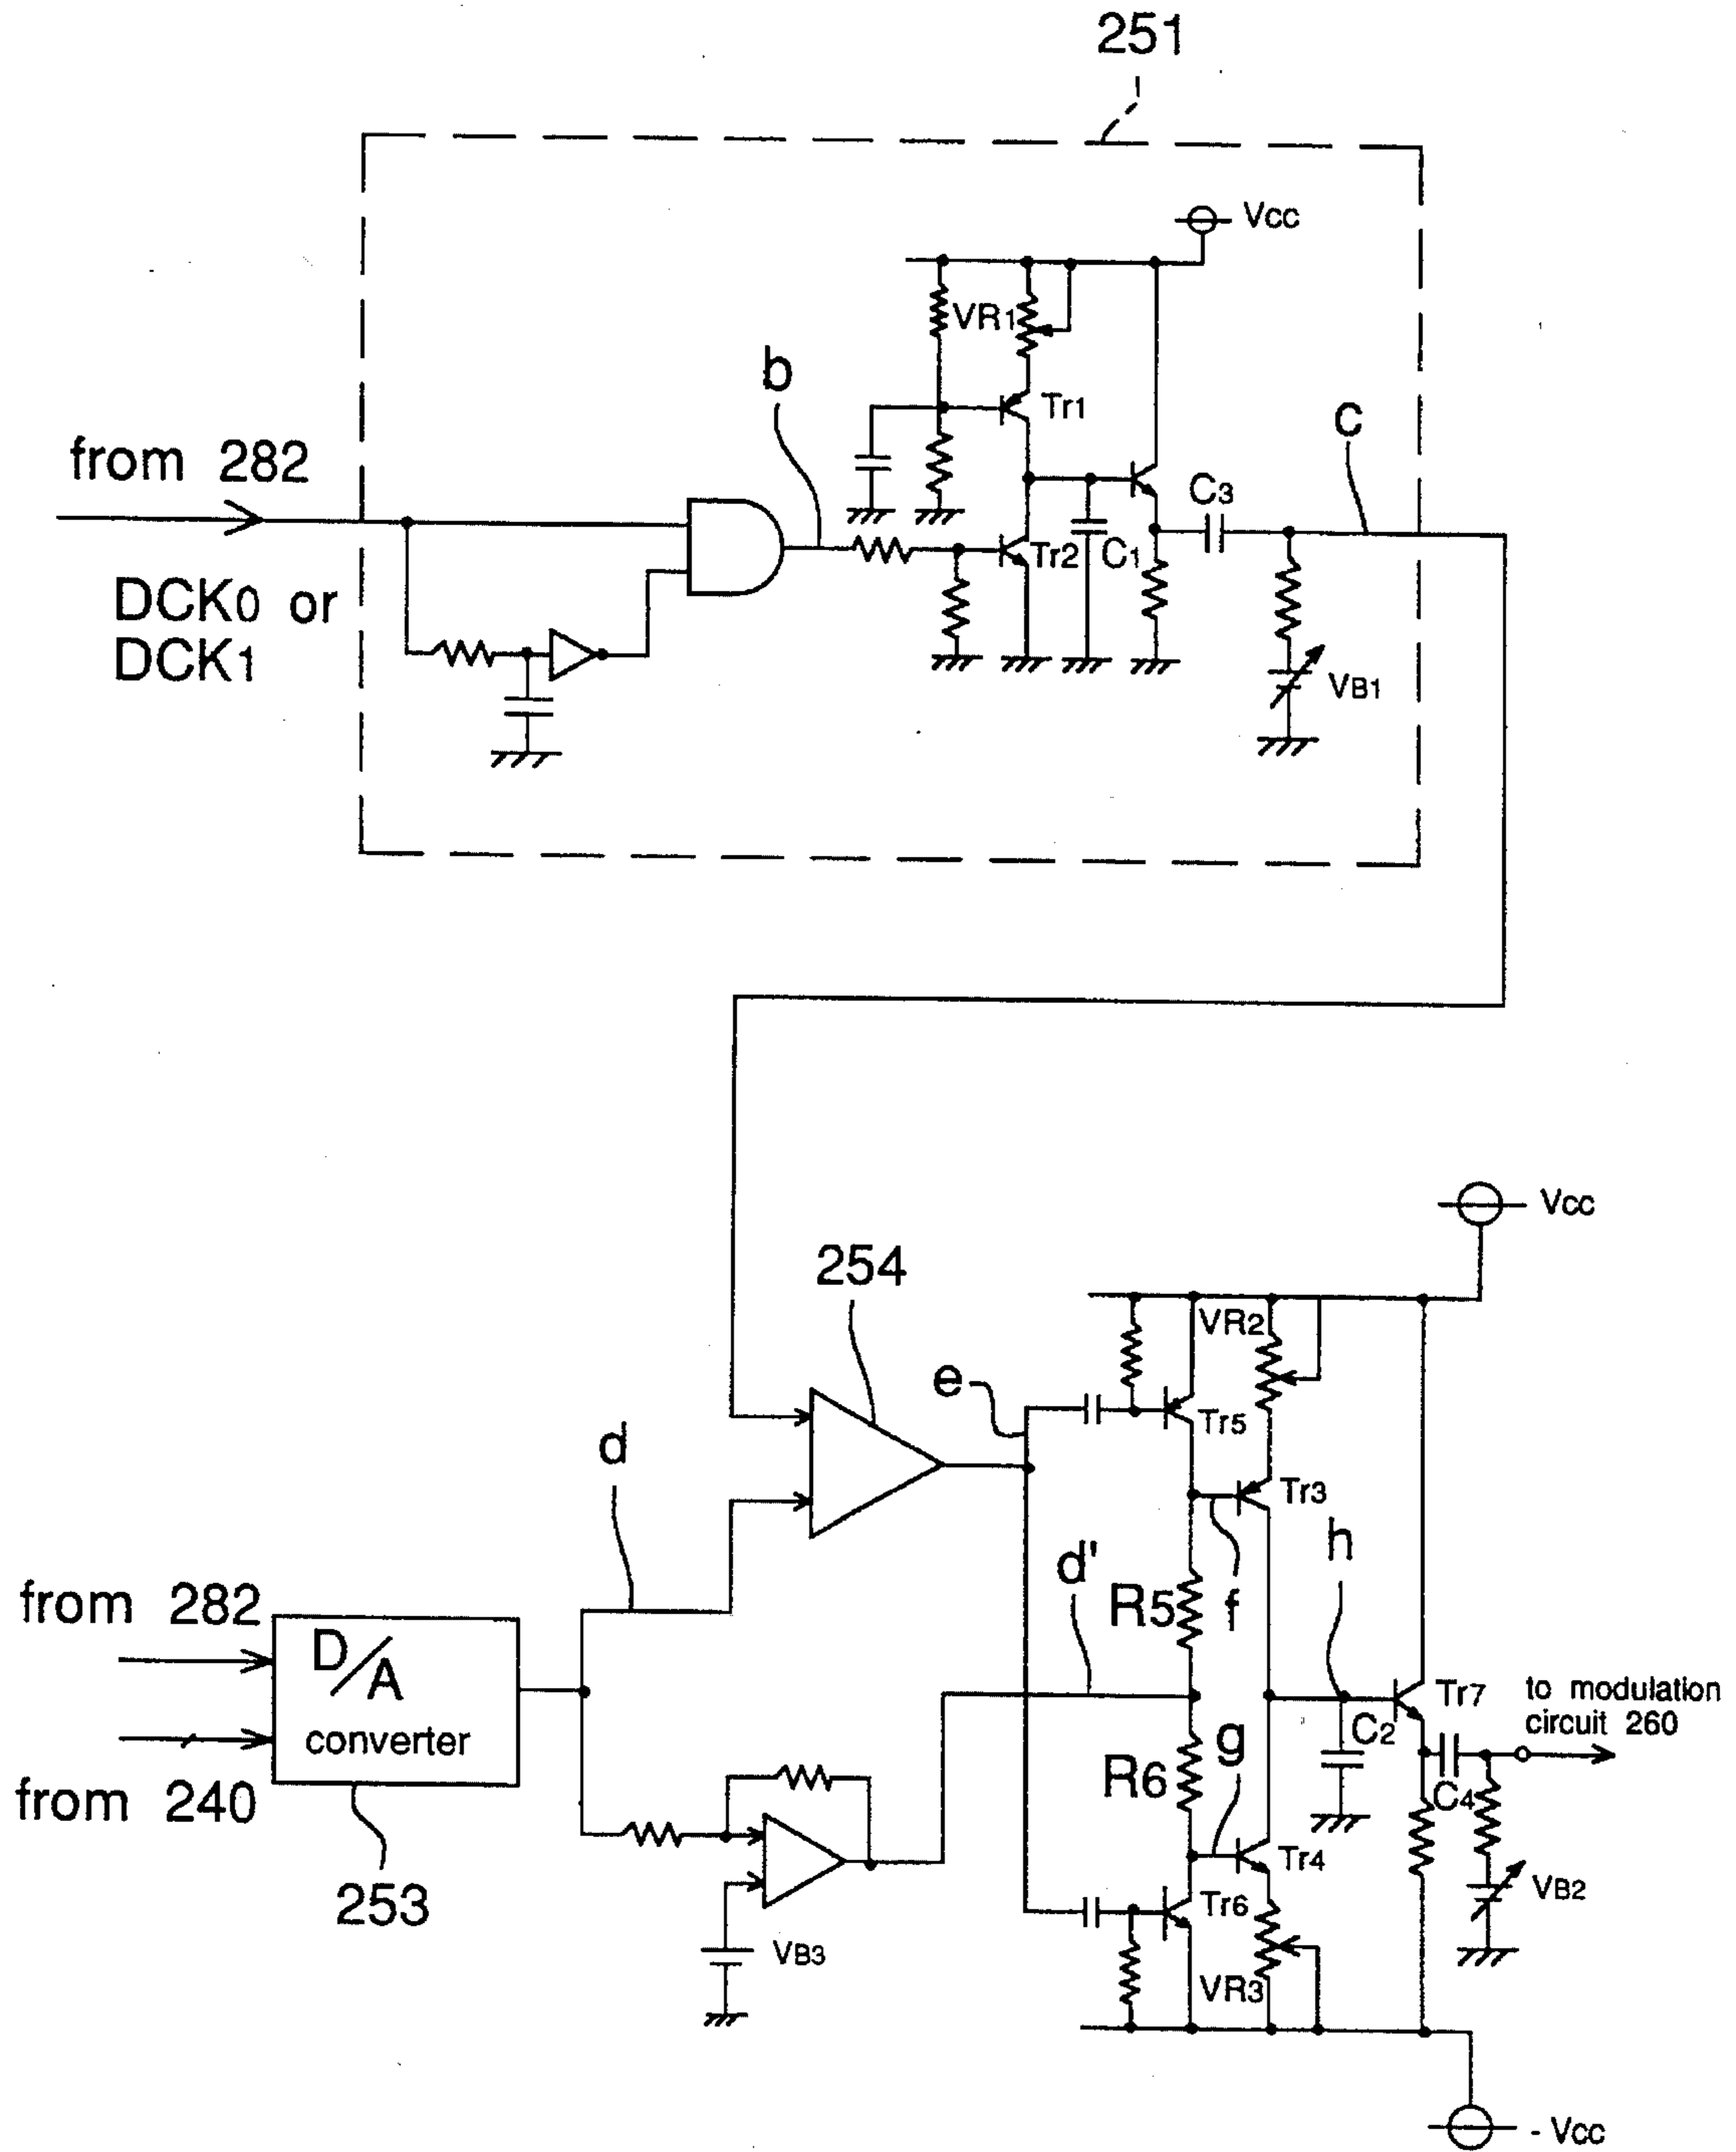 251
Vcc
VR1
b
Tr1
c
from 282
C3
Tr2
C1
DCK0 or
DCK1
VB1
Vcc
254
VR2
e
Tr5
d
Tr3
h
d'
from 282
R5
f
D/A
converter
Tr7
to modulation
circuit 260
C2
g
R6
from 240
C4
Tr4
253
Tr6
VB2
VB3
VR3
- Vcc